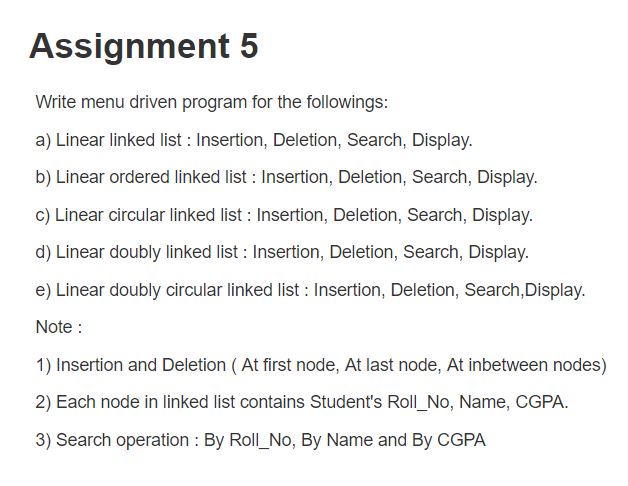 Assignment 5
Write menu driven program for the followings:
a) Linear linked list : Insertion, Deletion, Search, Display.
b) Linear ordered linked list : Insertion, Deletion, Search, Display.
c) Linear circular linked list : Insertion, Deletion, Search, Display.
d) Linear doubly linked list : Insertion, Deletion, Search, Display.
e) Linear doubly circular linked list : Insertion, Deletion, Search,Display.
Note :
1) Insertion and Deletion ( At first node, At last node, At inbetween nodes)
2) Each node in linked list contains Student's Roll_No, Name, CGPA.
3) Search operation : By Roll_No, By Name and By CGPA